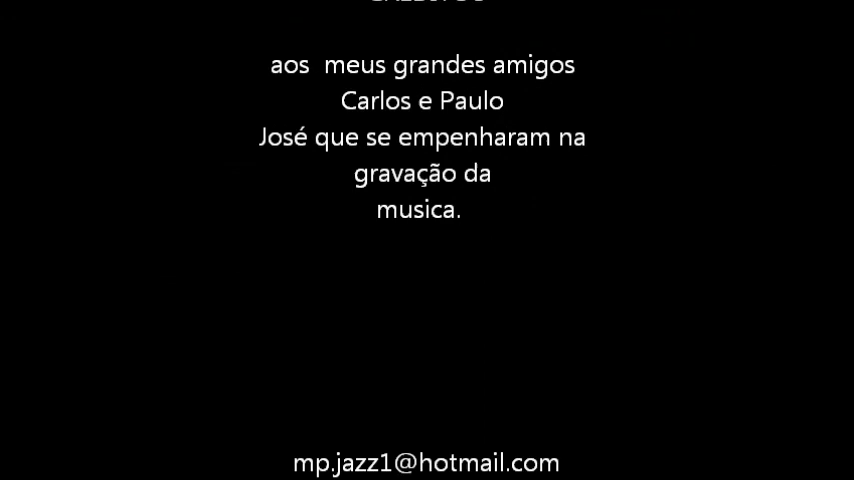 aos  meus grandes amigos
Carlos e Paulo
José que se empenharam na
gravação da
musica.
mp.jazz1@hotmail.com